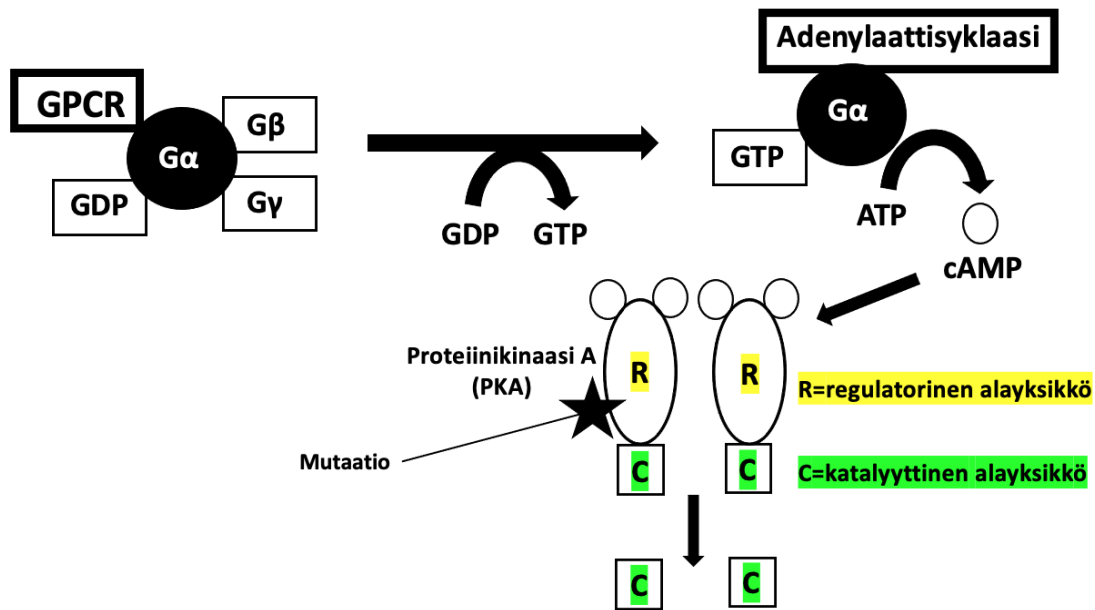 GPCR
Gα
Gβ
GDP
Gγ
GDP
GTP
Adenylaattisyklaasi
Gα
GTP
ATP
cAMP
Proteiinikinaasi A
(PKA)
R
R
R=regulatorinen alayksikkö
Mutaatio
C
C
C=katalyyttinen alayksikkö
C
C